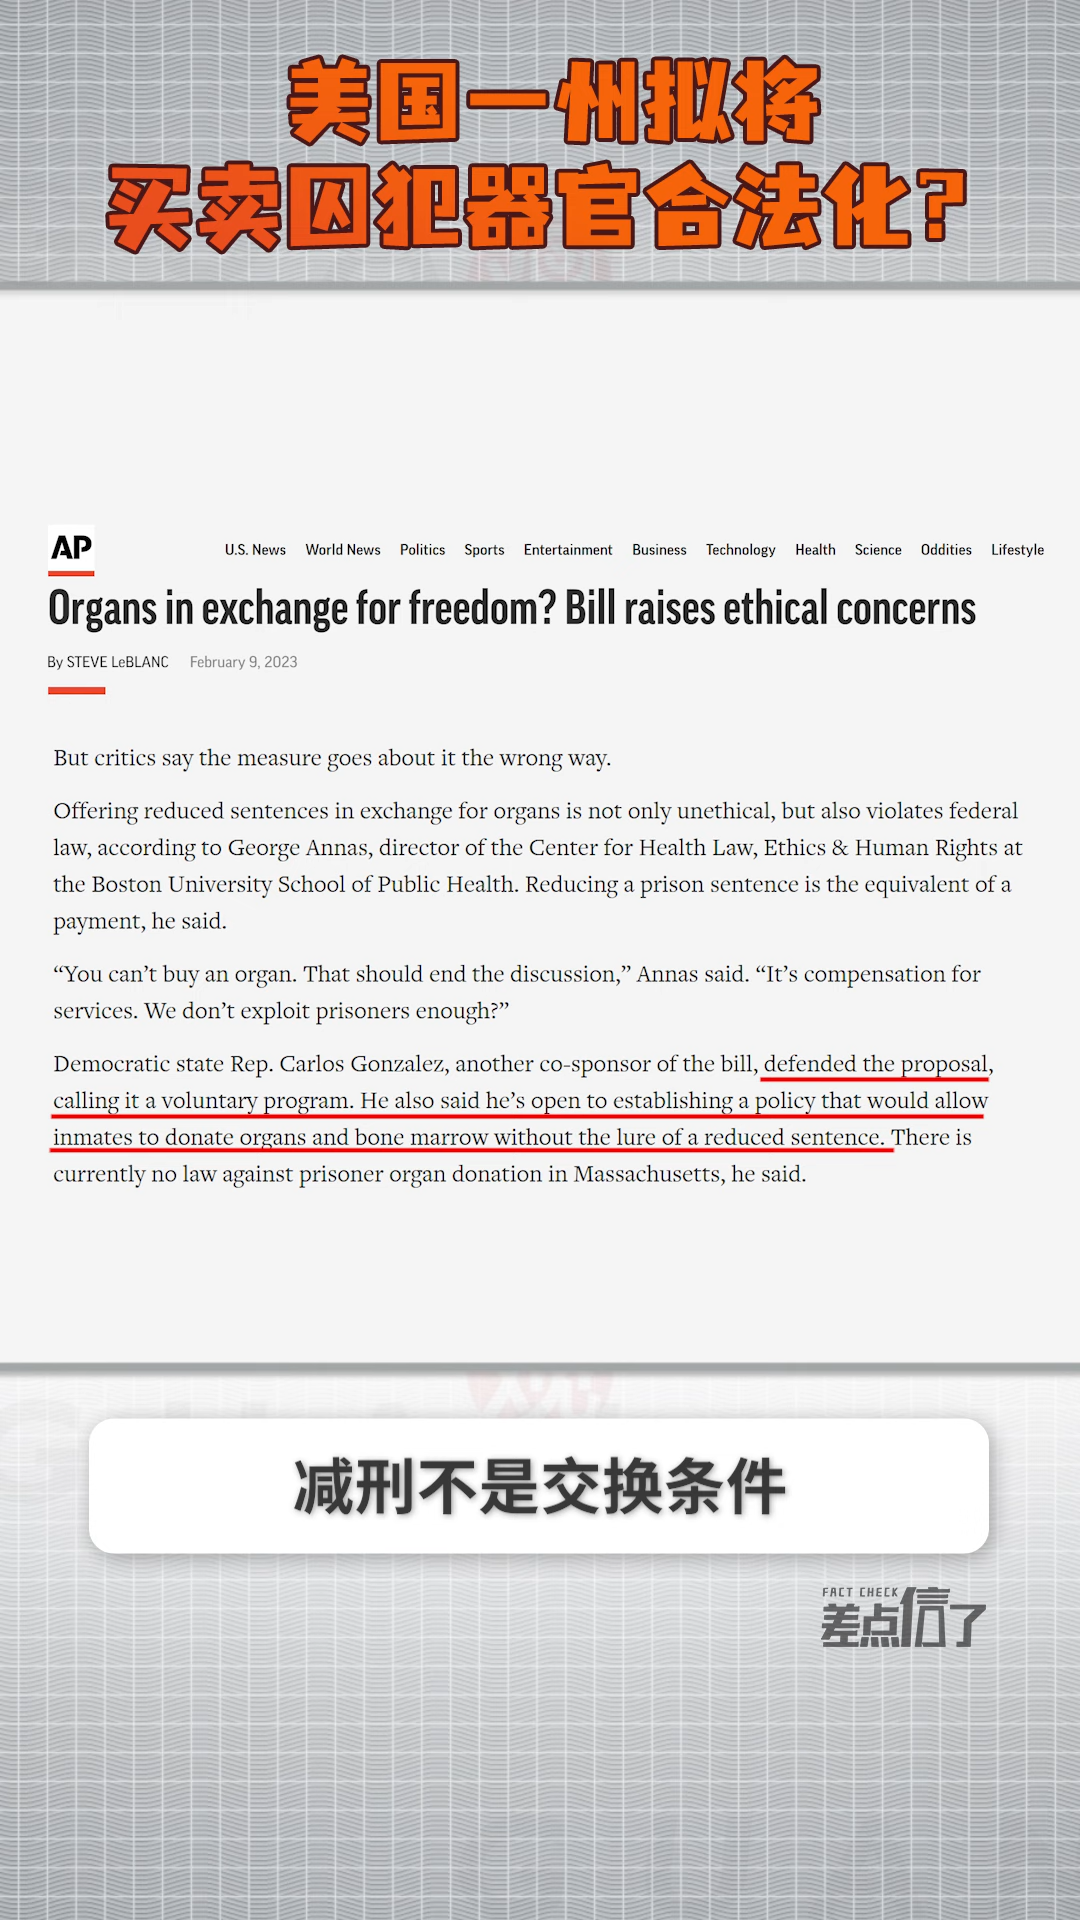 美国一州拟将
买卖囚犯器官合法化？
AP
U.S. News World News Politics Sports Entertainment Business Technology Health Science Oddities Lifestyle
Organs in exchange for freedom? Bill raises ethical concerns
By STEVE LeBLANC February 9, 2023
But critics say the measure goes about it the wrong way.
Offering reduced sentences in exchange for organs is not only unethical, but also violates federal
law, according to George Annas, director of the Center for Health Law, Ethics & Human Rights at
the Boston University School of Public Health. Reducing a prison sentence is the equivalent of a
payment, he said.
“You can’t buy an organ. That should end the discussion,” Annas said. “It’s compensation for
services. We don’t exploit prisoners enough?”
Democratic state Rep. Carlos Gonzalez, another co-sponsor of the bill, defended the proposal,
calling it a voluntary program. He also said he’s open to establishing a policy that would allow
inmates to donate organs and bone marrow without the lure of a reduced sentence. There is
currently no law against prisoner organ donation in Massachusetts, he said.
减刑不是交换条件
FACT CHECK
差点信了